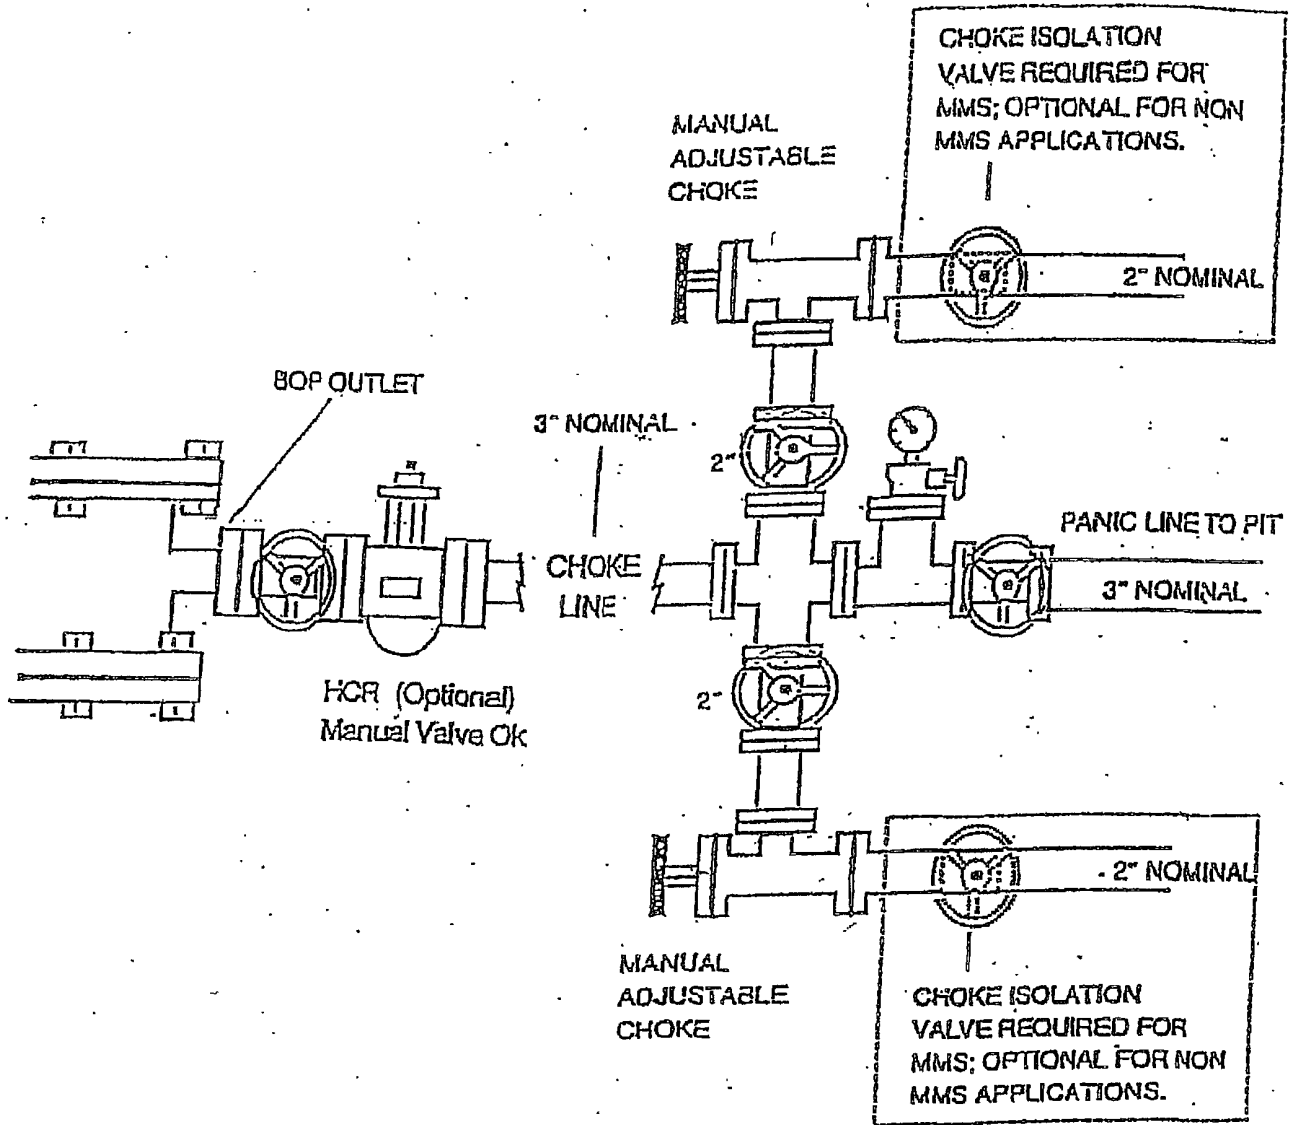 CHOKE ISOLATION
VALVE REQUIRED FOR
MMS; OPTIONAL FOR NON
MMS APPLICATIONS.
MANUAL
ADJUSTABLE
CHOKE
2" NOMINAL
BOP OUTLET
3" NOMINAL
2"
PANIC LINE TO PIT
CHOKE
LINE
3" NOMINAL
HCR (Optional)
Manual Valve Ok
2"
2" NOMINAL
MANUAL
ADJUSTABLE
CHOKE
CHOKE ISOLATION
VALVE REQUIRED FOR
MMS; OPTIONAL FOR NON
MMS APPLICATIONS.